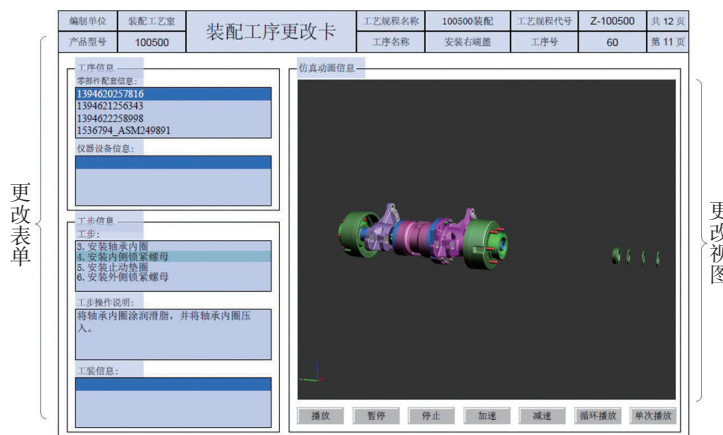 编制单位 装配工艺室 装配工序更改卡 工艺规程名称 100500装配 工艺规程代号 Z-100500 共 12 页
产品型号 100500 工序名称 安装右端盖 工序号 60 第 11 页
更改表单
工序信息
零部件配套信息:
1394620257816
1394621256343
1394622258998
1536794_ASM249891
仪器设备信息:
工步信息
工步:
3. 安装轴承内圈
4. 安装内侧锁紧螺母
5. 安装止动垫圈
6. 安装外侧锁紧螺母
工步操作说明:
将轴承内圈涂润滑脂，并将轴承内圈压
入。
工装信息:
仿真动画信息
播放 暂停 停止 加速 减速 循环播放 单次播放
更改视图